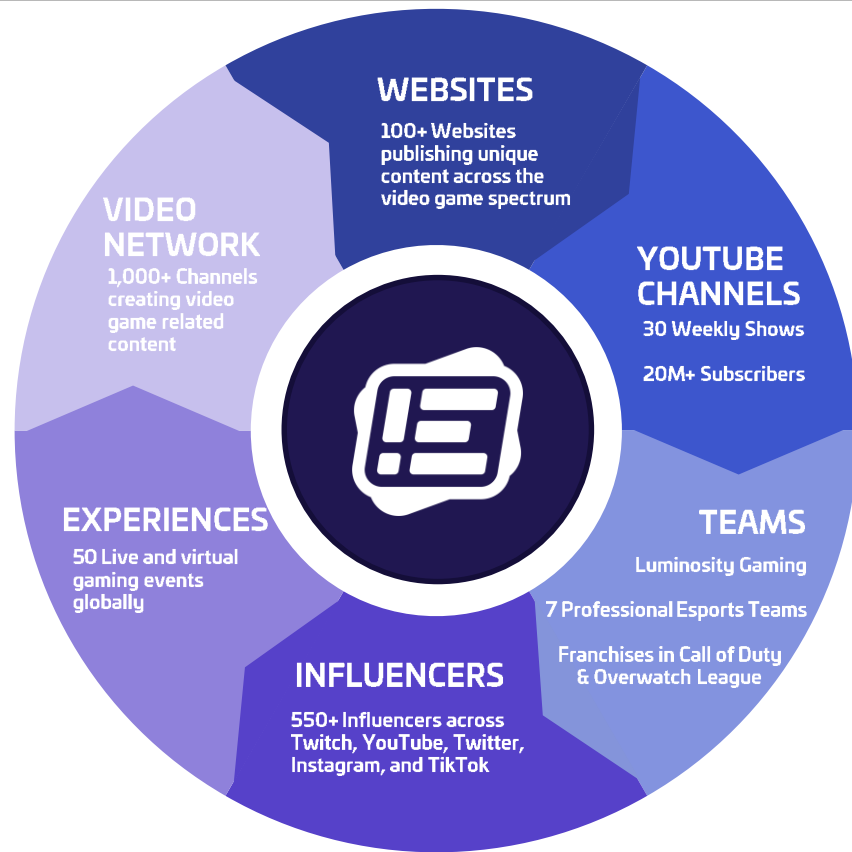 WEBSITES
100+ Websites
publishing unique
content across the
video game spectrum
YOUTUBE
CHANNELS
30 Weekly Shows
20M+ Subscribers
TEAMS
Luminosity Gaming
7 Professional Esports Teams
Franchises in Call of Duty
& Overwatch League
INFLUENCERS
550+ Influencers across
Twitch, YouTube, Twitter,
Instagram, and TikTok
EXPERIENCES
50 Live and virtual
gaming events
globally
VIDEO
NETWORK
1,000+ Channels
creating video
game related
content